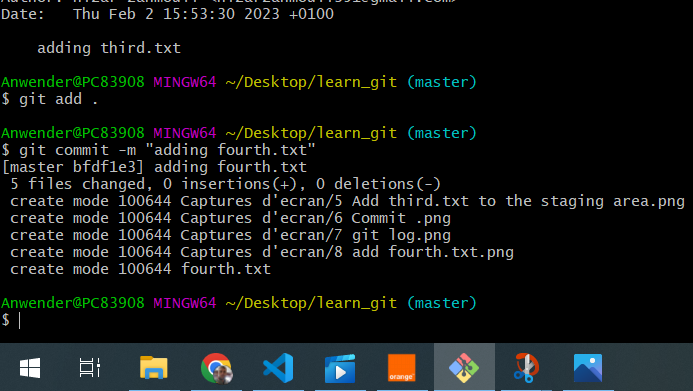 Date:   Thu Feb 2 15:53:30 2023 +0100
    adding third.txt
Anwender@PC83908 MINGW64 ~/Desktop/learn_git (master)
$ git add .
Anwender@PC83908 MINGW64 ~/Desktop/learn_git (master)
$ git commit -m "adding fourth.txt"
[master bfdf1e3] adding fourth.txt
 5 files changed, 0 insertions(+), 0 deletions(-)
 create mode 100644 Captures d'ecran/5 Add third.txt to the staging area.png
 create mode 100644 Captures d'ecran/6 Commit .png
 create mode 100644 Captures d'ecran/7 git log.png
 create mode 100644 Captures d'ecran/8 add fourth.txt.png
 create mode 100644 fourth.txt
Anwender@PC83908 MINGW64 ~/Desktop/learn_git (master)
$
orange